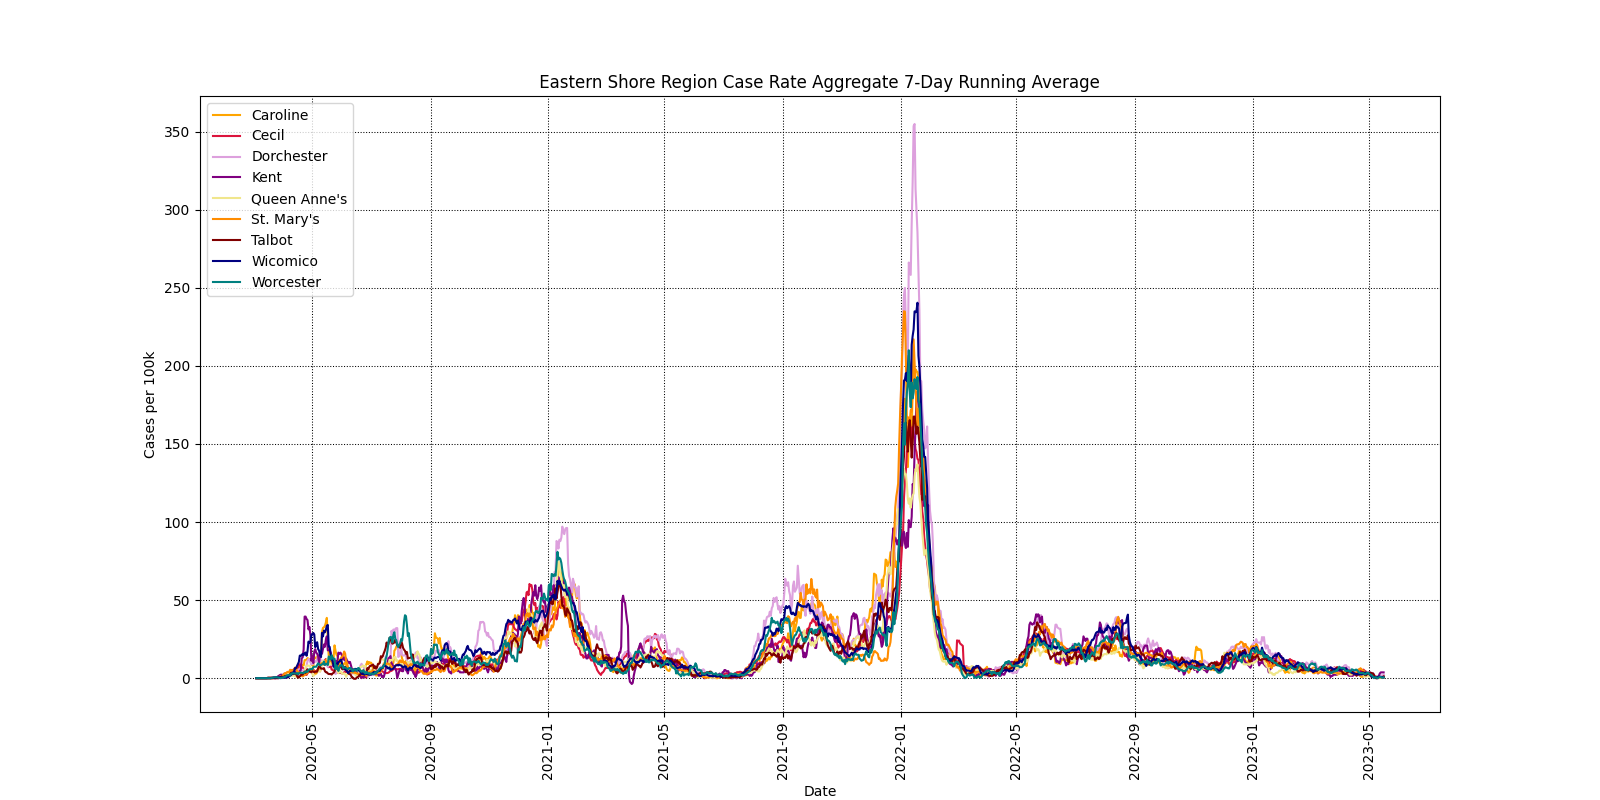 Eastern Shore Region Case Rate Aggregate 7-Day Running Average
Caroline
Cecil
Dorchester
Kent
Queen Anne's
St. Mary's
Talbot
Wicomico
Worcester
350
300
250
200
150
100
50
0
Cases per 100k
2020-05
2020-09
2021-01
2021-05
2021-09
2022-01
2022-05
2022-09
2023-01
2023-05
Date